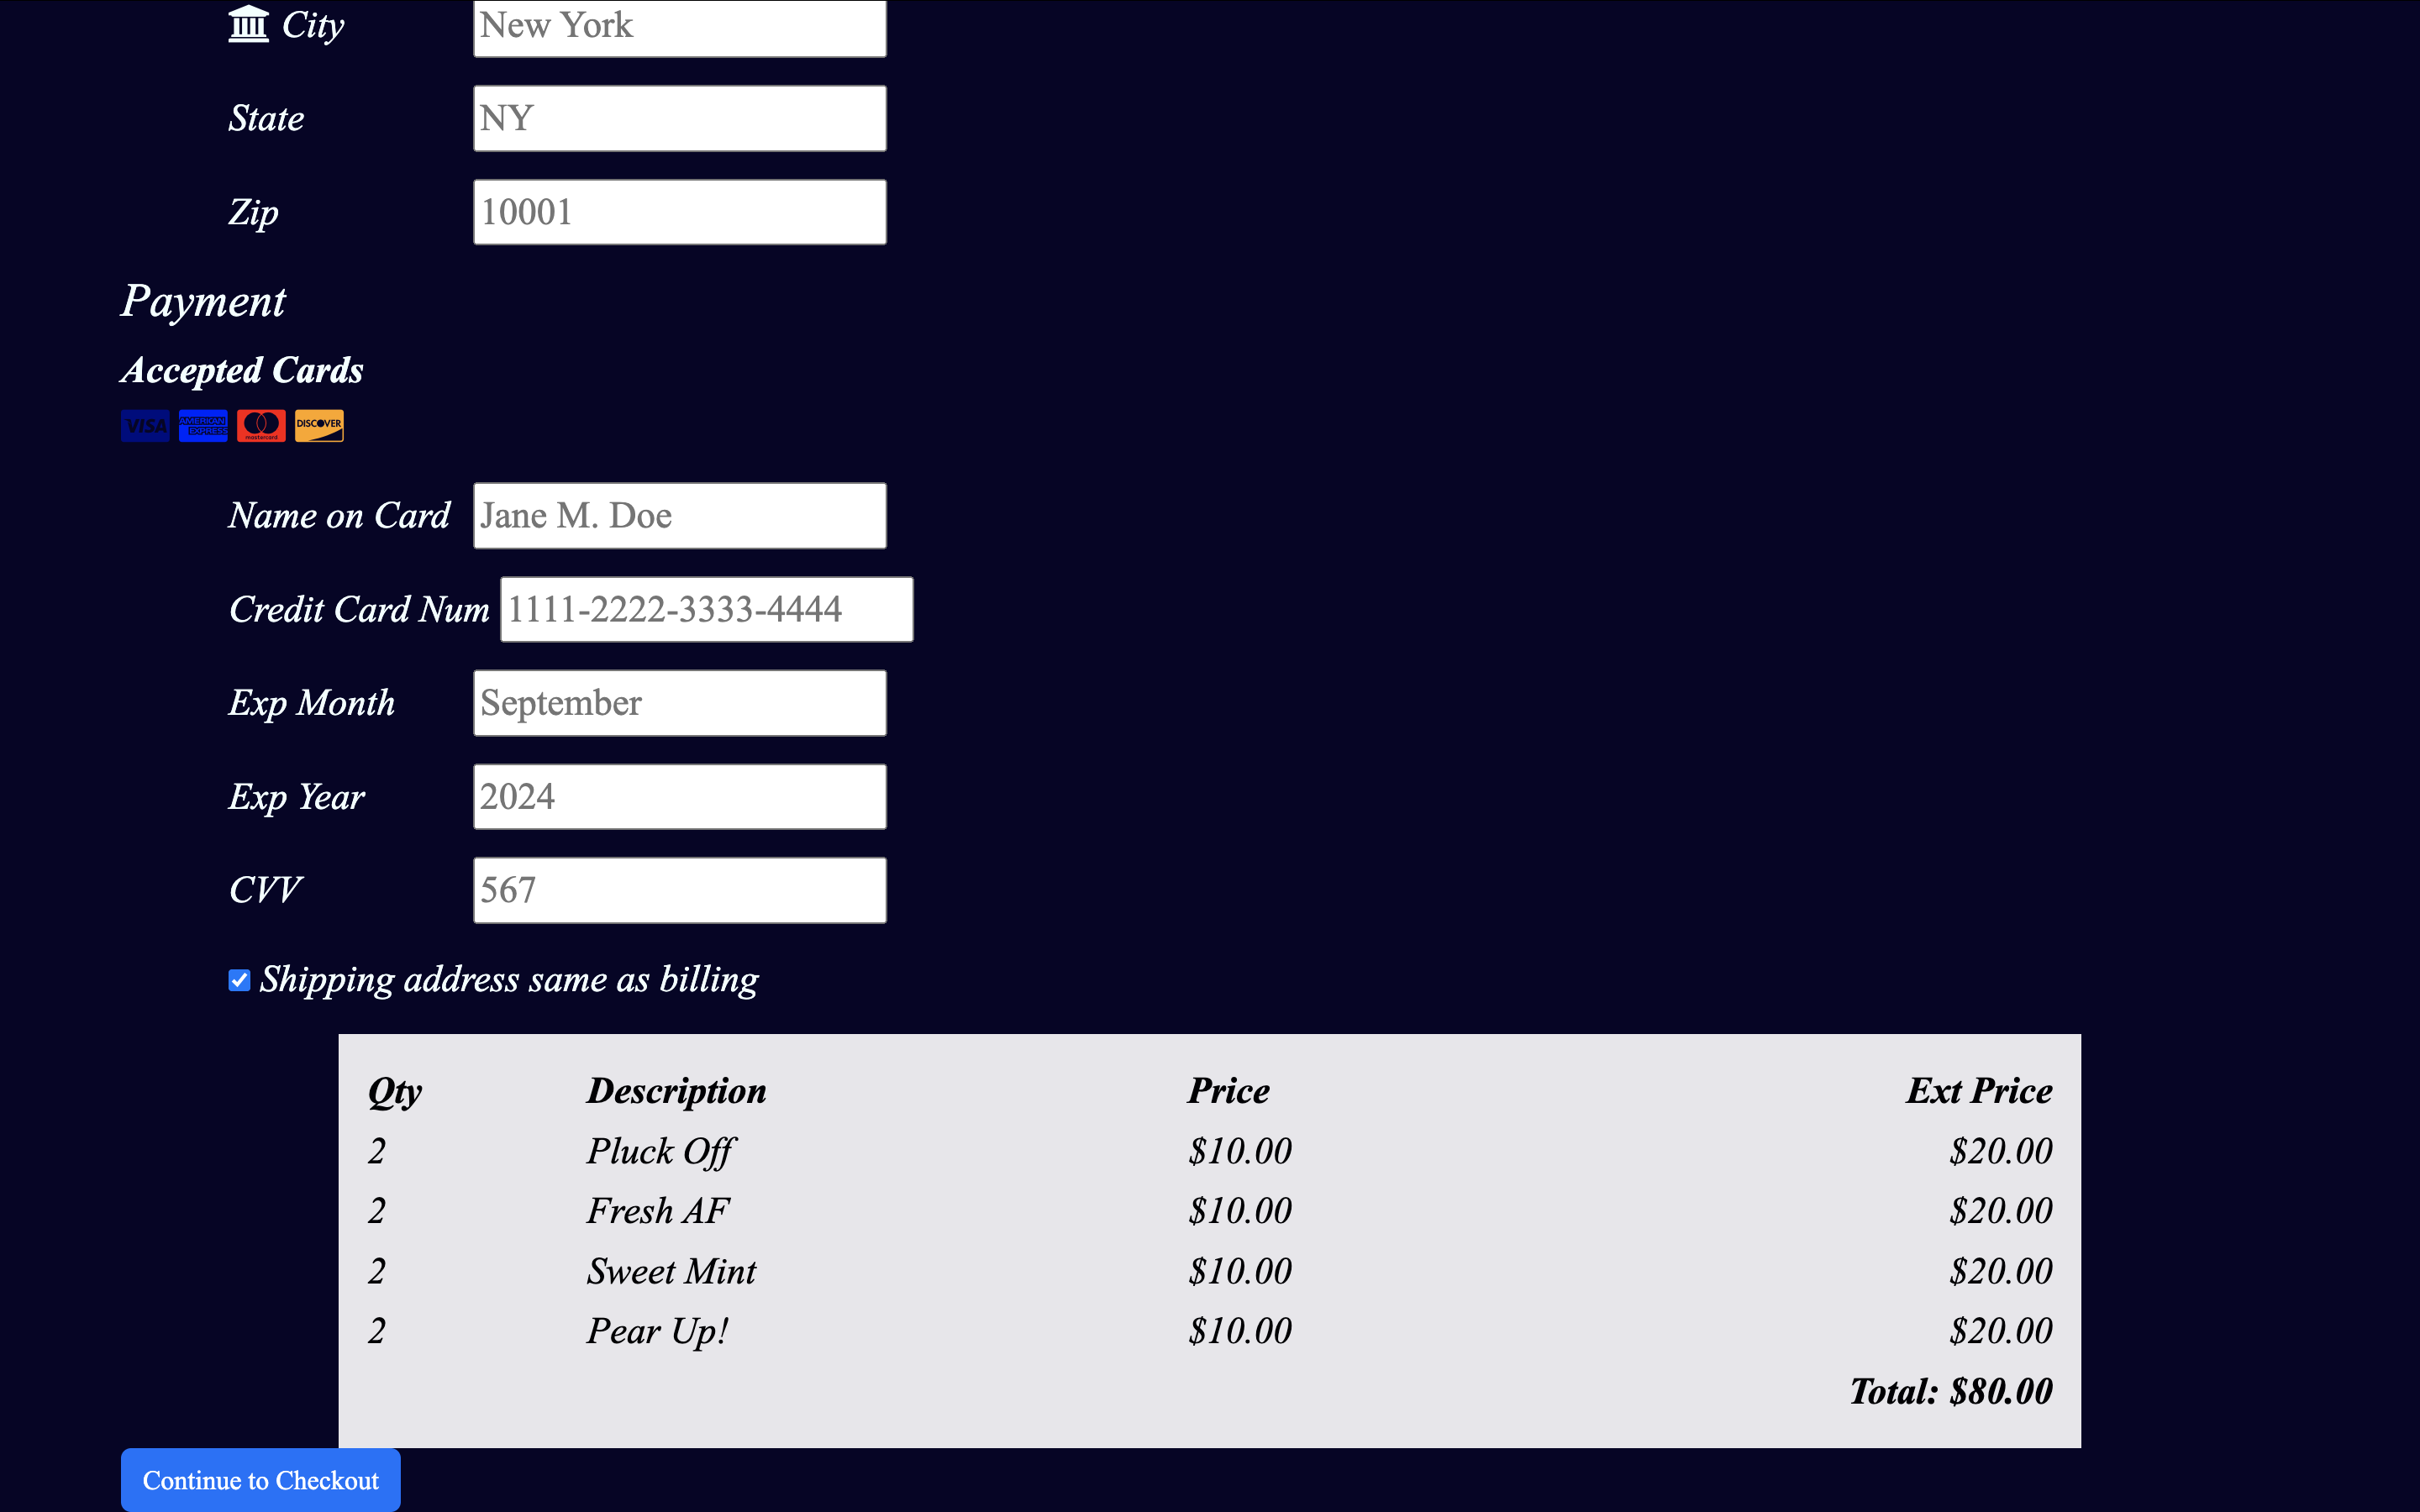 City New York
State NY
Zip 10001
Payment
Accepted Cards
VISA AMERICAN EXPRESS mastercard DISCOVER
Name on Card Jane M. Doe
Credit Card Num 1111-2222-3333-4444
Exp Month September
Exp Year 2024
CVV 567
Shipping address same as billing
Qty Description Price Ext Price
2 Pluck Off $10.00 $20.00
2 Fresh AF $10.00 $20.00
2 Sweet Mint $10.00 $20.00
2 Pear Up! $10.00 $20.00
Total: $80.00
Continue to Checkout